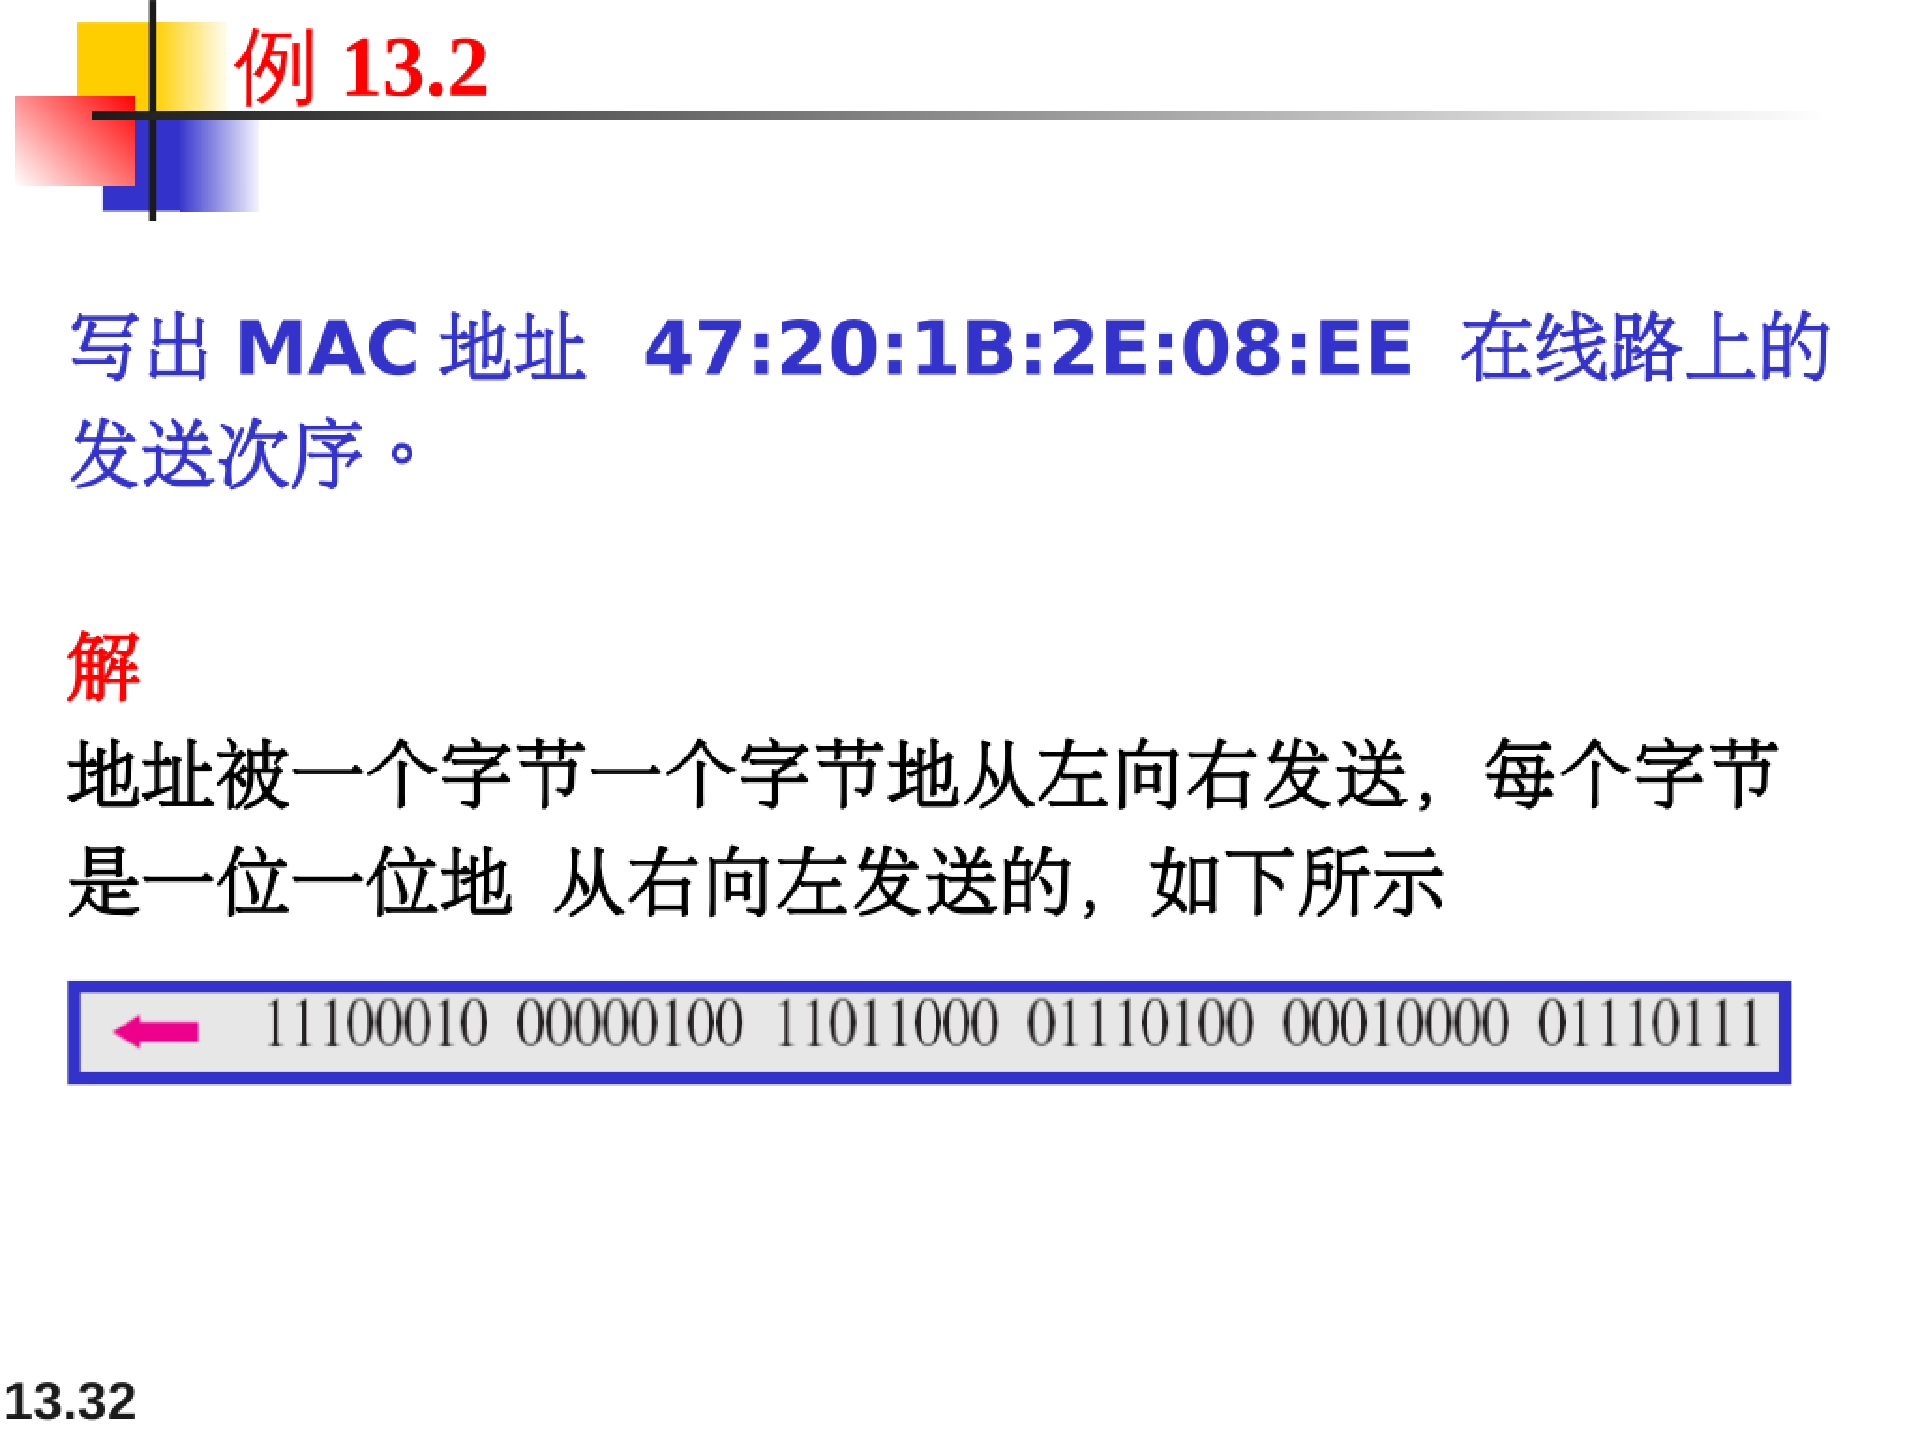 例 13.2
写出 MAC 地址 47:20:1B:2E:08:EE 在线路上的
发送次序。
解
地址被一个字节一个字节地从左向右发送，每个字节
是一位一位地 从右向左发送的，如下所示
11100010 00000100 11011000 01110100 00010000 01110111
13.32